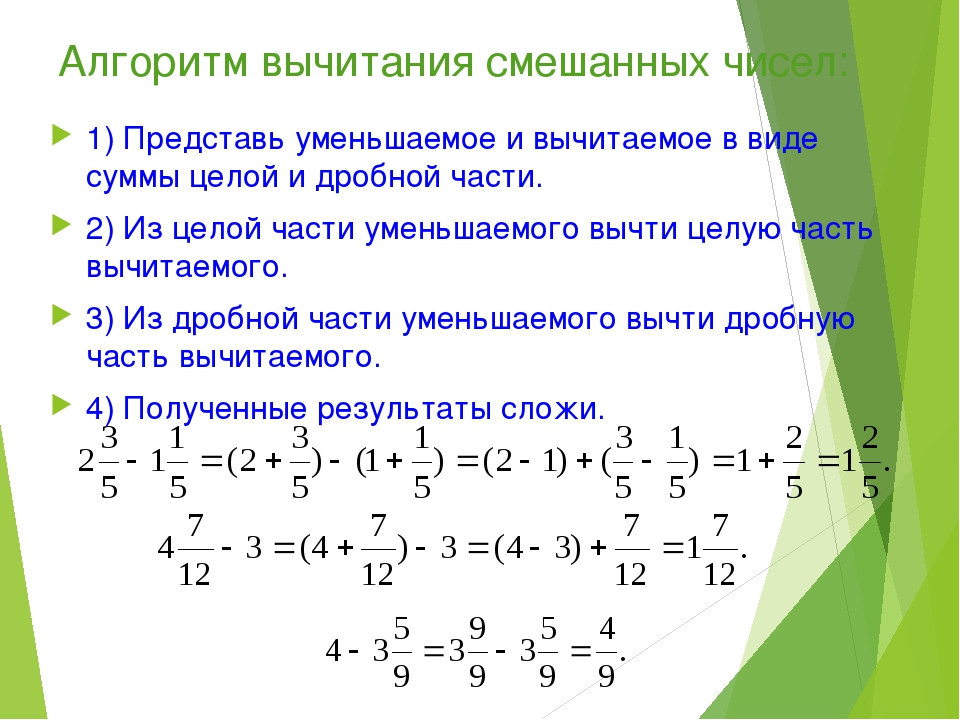 Алгоритм вычитания смешанных чисел:
1) Представь уменьшаемое и вычитаемое в виде
суммы целой и дробной части.
2) Из целой части уменьшаемого вычти целую часть
вычитаемого.
3) Из дробной части уменьшаемого вычти дробную
часть вычитаемого.
4) Полученные результаты сложи.
2 3/5 - 1 1/5 = (2 + 3/5) - (1 + 1/5) = (2 - 1) + (3/5 - 1/5) = 1 + 2/5 = 1 2/5.
4 7/12 - 3 = (4 + 7/12) - 3 = (4 - 3) + 7/12 = 1 7/12.
4 - 3 5/9 = 3 9/9 - 3 5/9 = 4/9.